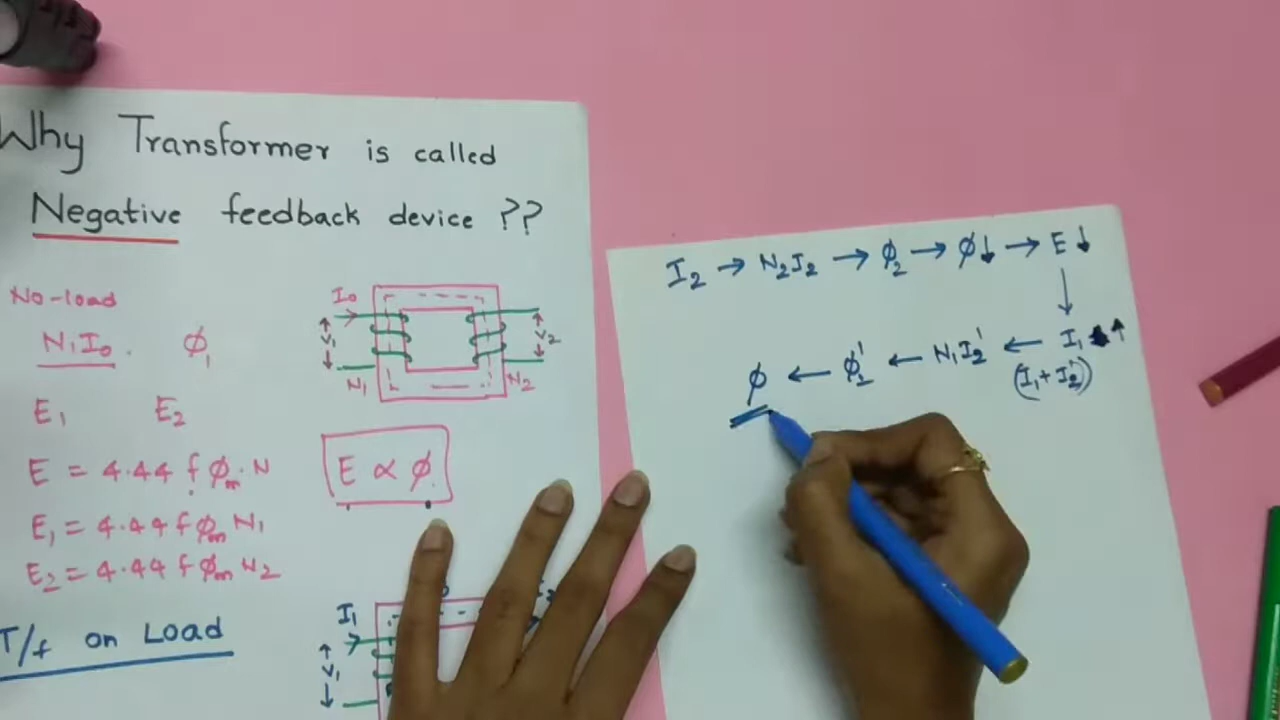 Why Transformer is called
Negative feedback device ??
No-load
N₁I₀. ϕ₁
E₁ E₂
E = 4.44 f ϕₘ. N
E₁ = 4.44 f ϕₘ N₁
E₂ = 4.44 f ϕₘ N₂
I₀
V₁ V₂
N₁ N₂
E ∝ ϕ
T/f on Load
I₁
V₁
I₂ → N₂I₂ → ϕ₂ → ϕ↓ → E↓
↓
ϕ ← ϕ₂' ← N₁I₂' ← I₁ ↑
(I₁ + I₂')